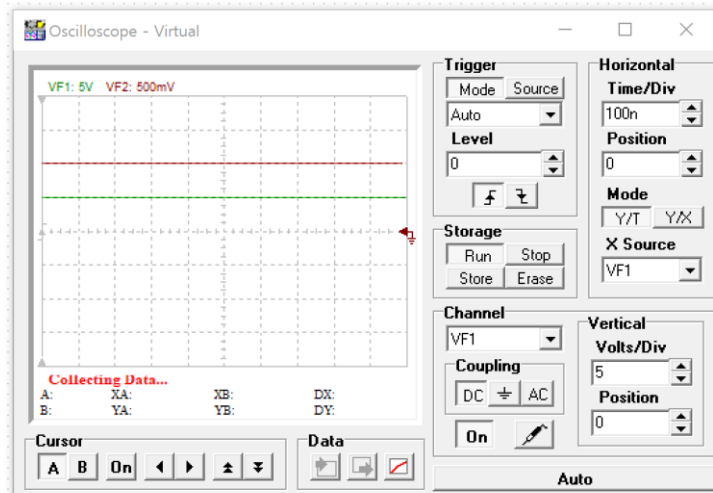 Oscilloscope - Virtual
VF1: 5V VF2: 500mV
Collecting Data...
A: XA: XB: DX:
B: YA: YB: DY:
Cursor
A B On
Data
Trigger
Mode Source
Auto
Level
0
Storage
Run Stop
Store Erase
Horizontal
Time/Div
100n
Position
0
Mode
Y/T Y/X
X Source
VF1
Channel
VF1
Coupling
DC AC
On
Vertical
Volts/Div
5
Position
0
Auto